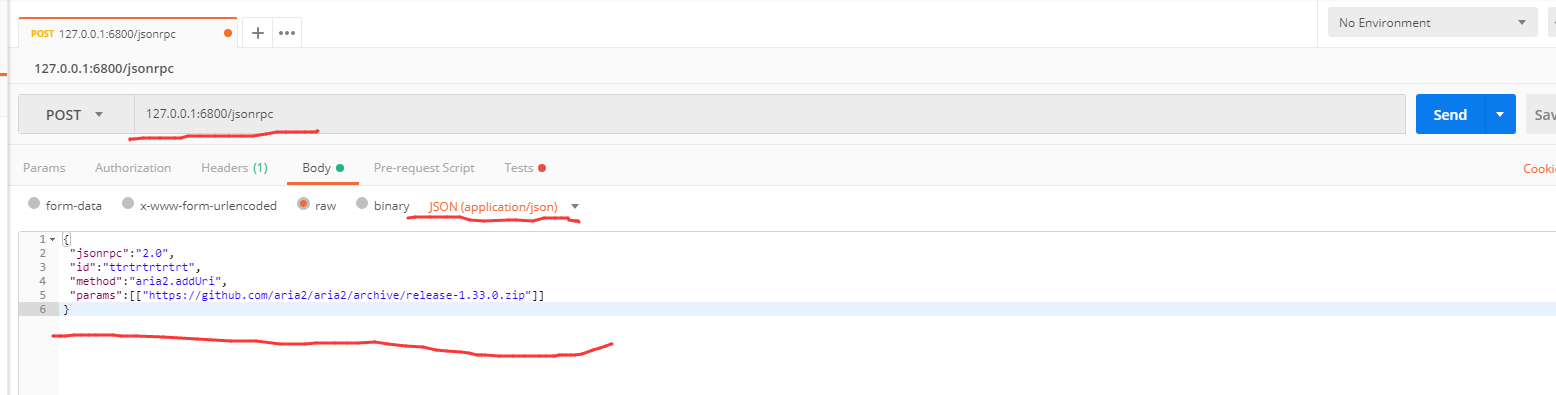 POST 127.0.0.1:6800/jsonrpc
No Environment
127.0.0.1:6800/jsonrpc
POST 127.0.0.1:6800/jsonrpc Send Sav
Params Authorization Headers (1) Body Pre-request Script Tests Cookie
form-data x-www-form-urlencoded raw binary JSON (application/json)
1 {
2 "jsonrpc":"2.0",
3 "id":"ttrtrtrtrtrt",
4 "method":"aria2.addUri",
5 "params":[["https://github.com/aria2/aria2/archive/release-1.33.0.zip"]]
6 }